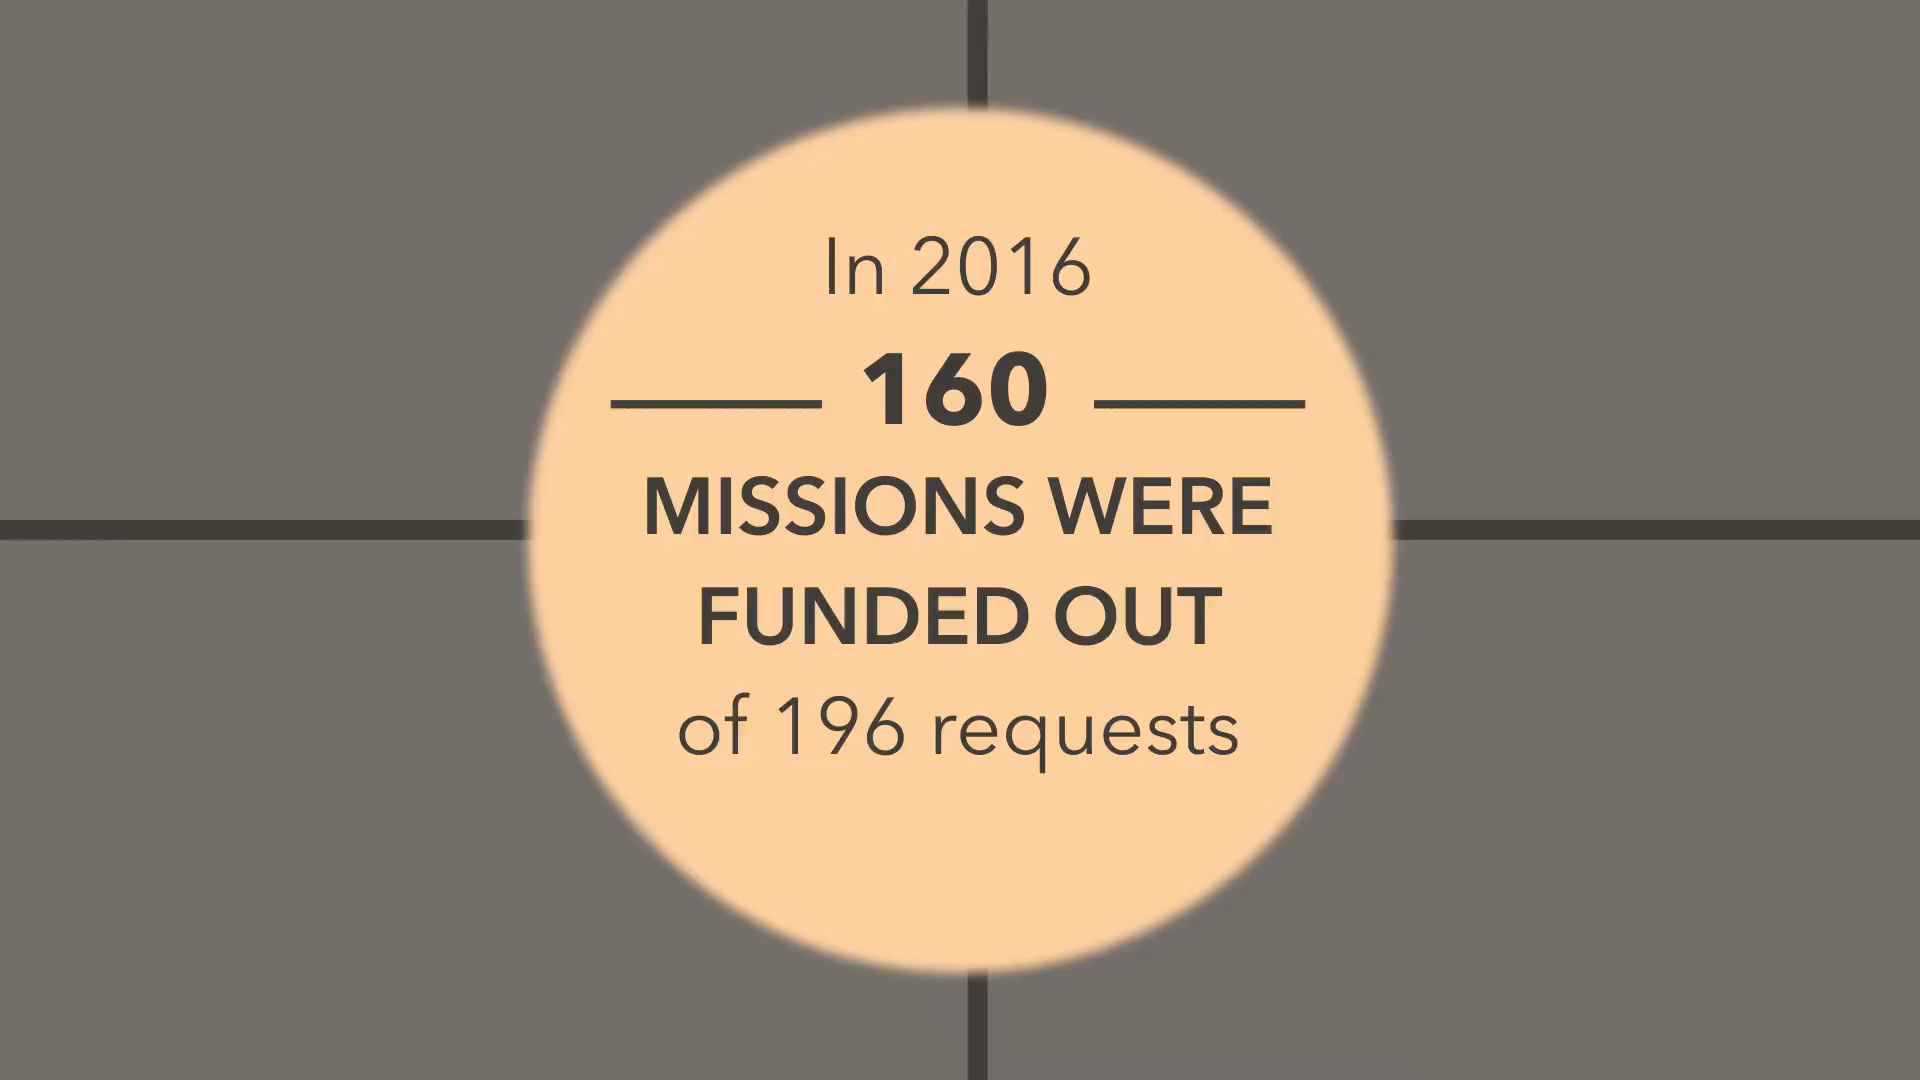 In 2016
160
MISSIONS WERE
FUNDED OUT
of 196 requests